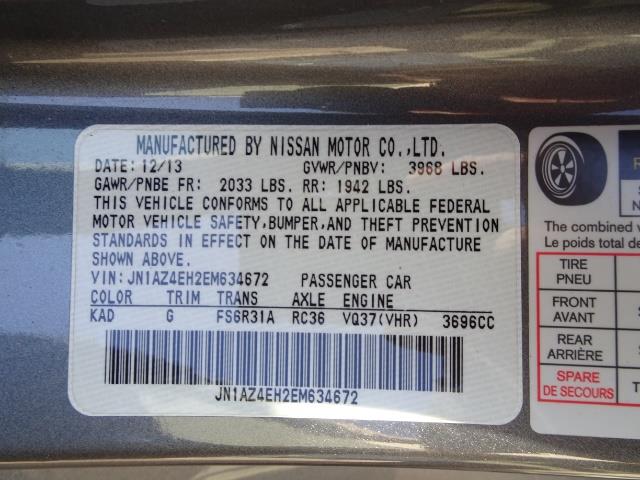 MANUFACTURED BY NISSAN MOTOR CO.,LTD.
DATE: 12/13 GVWR/PNBV: 3968 LBS.
GAWR/PNBE FR: 2033 LBS. RR: 1942 LBS.
THIS VEHICLE CONFORMS TO ALL APPLICABLE FEDERAL
MOTOR VEHICLE SAFETY,BUMPER,AND THEFT PREVENTION
STANDARDS IN EFFECT ON THE DATE OF MANUFACTURE
SHOWN ABOVE.
VIN: JN1AZ4EH2EM634672 PASSENGER CAR
COLOR TRIM TRANS AXLE ENGINE
KAD G FS6R31A RC36 VQ37(VHR) 3696CC
JN1AZ4EH2EM634672
The combined w
Le poids total de
TIRE
PNEU
FRONT
AVANT
REAR
ARRIÈRE
SPARE
DE SECOURS